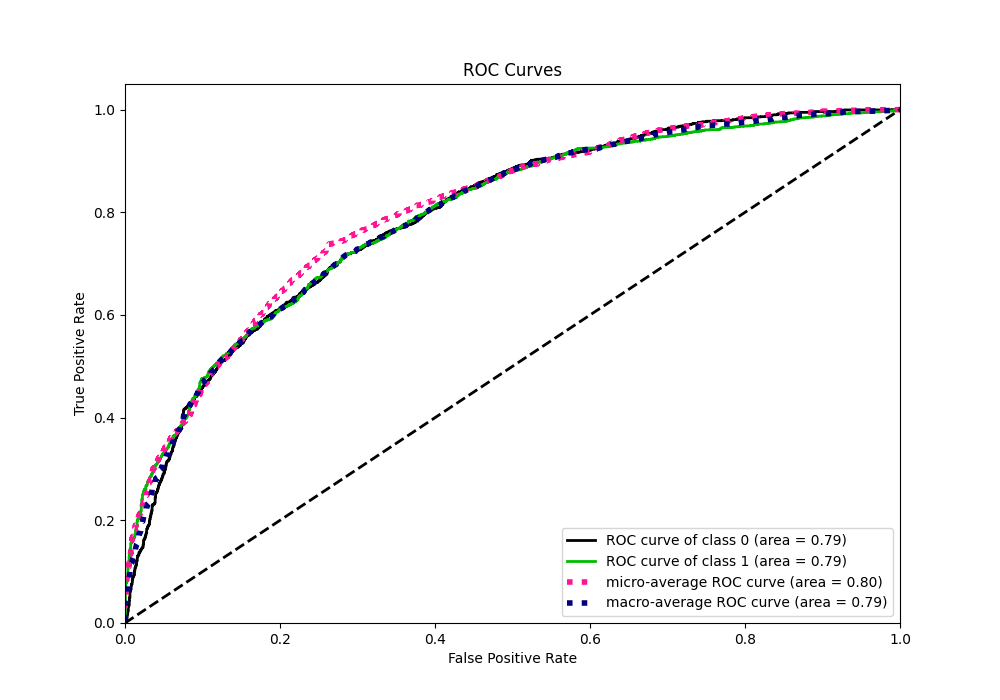 ROC Curves
True Positive Rate
1.0
0.8
0.6
0.4
0.2
0.0
0.0 0.2 0.4 0.6 0.8 1.0
False Positive Rate
ROC curve of class 0 (area = 0.79)
ROC curve of class 1 (area = 0.79)
micro-average ROC curve (area = 0.80)
macro-average ROC curve (area = 0.79)